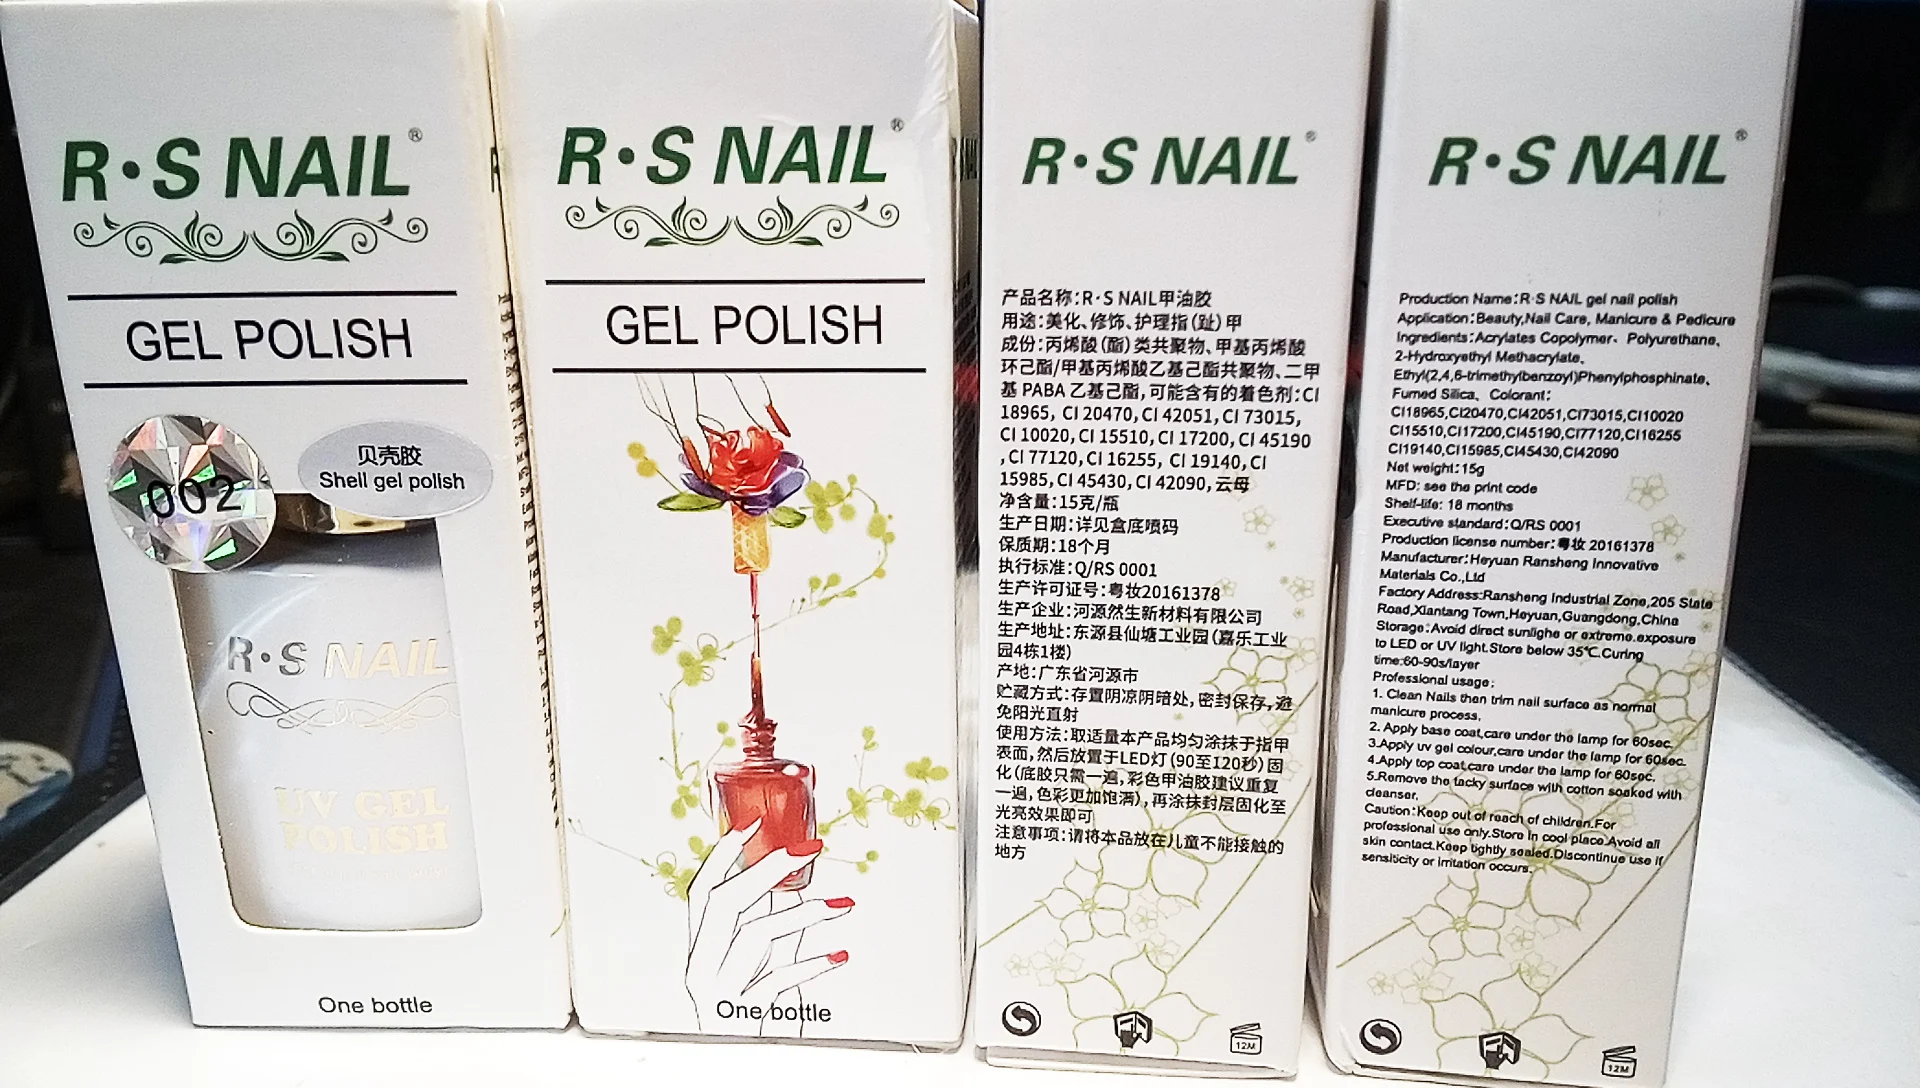 R·S NAIL®
GEL POLISH
002
贝壳胶
Shell gel polish
R·S NAIL
UV GEL
POLISH
One bottle
R·S NAIL®
GEL POLISH
One bottle
R·S NAIL®
产品名称:R·S NAIL甲油胶
用途:美化、修饰、护理指(趾)甲
成份:丙烯酸(酯)类共聚物、甲基丙烯酸
环己酯/甲基丙烯酸乙基己酯共聚物、二甲
基 PABA 乙基己酯,可能含有的着色剂:CI
18965, CI 20470, CI 42051, CI 73015,
CI 10020, CI 15510, CI 17200, CI 45190
, CI 77120, CI 16255, CI 19140, CI
15985, CI 45430, CI 42090, 云母
净含量:15克/瓶
生产日期:详见盒底喷码
保质期:18个月
执行标准:Q/RS 0001
生产许可证号:粤妆20161378
生产企业:河源然生新材料有限公司
生产地址:东源县仙塘工业园(嘉乐工业
园4栋1楼)
产地:广东省河源市
贮藏方式:存置阴凉阴暗处,密封保存,避
免阳光直射
使用方法:取适量本产品均匀涂抹于指甲
表面,然后放置于LED灯(90至120秒)固
化(底胶只需一遍,彩色甲油胶建议重复
一遍,色彩更加饱满),再涂抹封层固化至
光亮效果即可
注意事项:请将本品放在儿童不能接触的
地方
12M
R·S NAIL®
Production Name:R·S NAIL gel nail polish
Application:Beauty,Nail Care, Manicure & Pedicure
Ingredients:Acrylates Copolymer、Polyurethane、
2-Hydroxyethyl Methacrylate、
Ethyl(2,4,6-trimethylbenzoyl)Phenylphosphinate、
Fumed Silica、Colorant:
CI18965,CI20470,CI42051,CI73015,CI10020
CI15510,CI17200,CI45190,CI77120,CI16255
CI19140,CI15985,CI45430,CI42090
Net weight:15g
MFD: see the print code
Shelf-life: 18 months
Executive standard:Q/RS 0001
Production license number:粤妆 20161378
Manufacturer:Heyuan Ransheng Innovative
Materials Co.,Ltd
Factory Address:Ransheng Industrial Zone,205 State
Road,Xiantang Town,Heyuan,Guangdong,China
Storage:Avoid direct sunlighe or extreme.exposure
to LED or UV light.Store below 35℃.Curing
time:60-90s/layer
Professional usage:
1. Clean Nails then trim nail surface as normal
manicure process.
2. Apply base coat,care under the lamp for 60sec.
3.Apply uv gel colour,care under the lamp for 60sec.
4.Apply top coat,care under the lamp for 60sec.
5.Remove the tacky surface with cotton soaked with
cleanser.
Caution:Keep out of reach of children.For
professional use only.Store in cool place.Avoid all
skin contact.Keep tightly sealed.Discontinue use if
sensiticity or irritation occurs.
12M